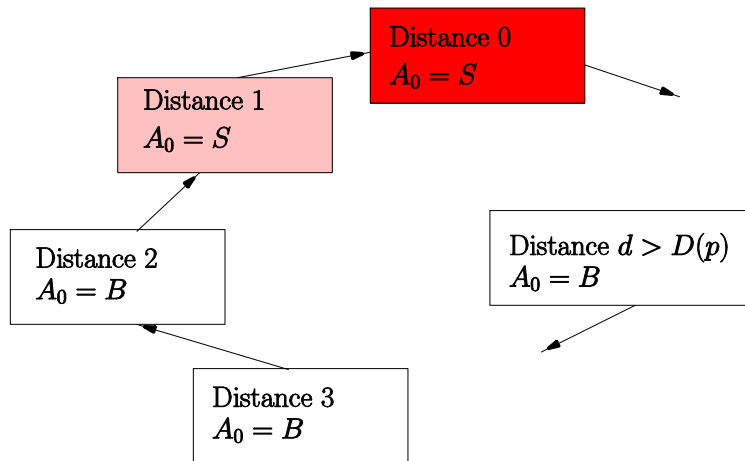 Distance 0
A₀ = S
Distance 1
A₀ = S
Distance 2
A₀ = B
Distance d > D(p)
A₀ = B
Distance 3
A₀ = B